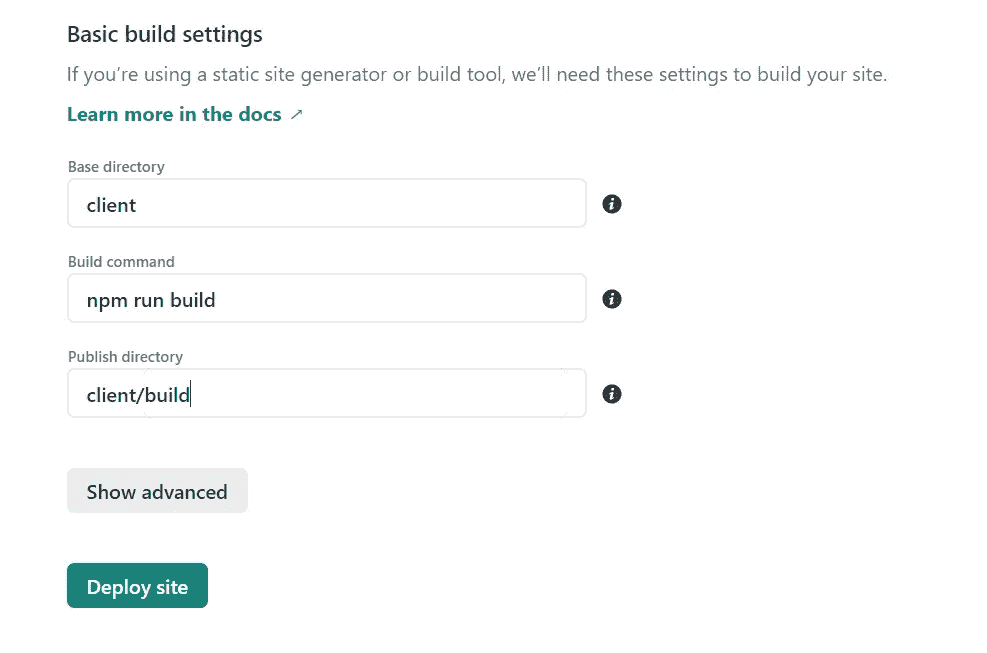 Basic build settings
If you’re using a static site generator or build tool, we’ll need these settings to build your site.
Learn more in the docs ↗
Base directory
client
Build command
npm run build
Publish directory
client/build
Show advanced
Deploy site